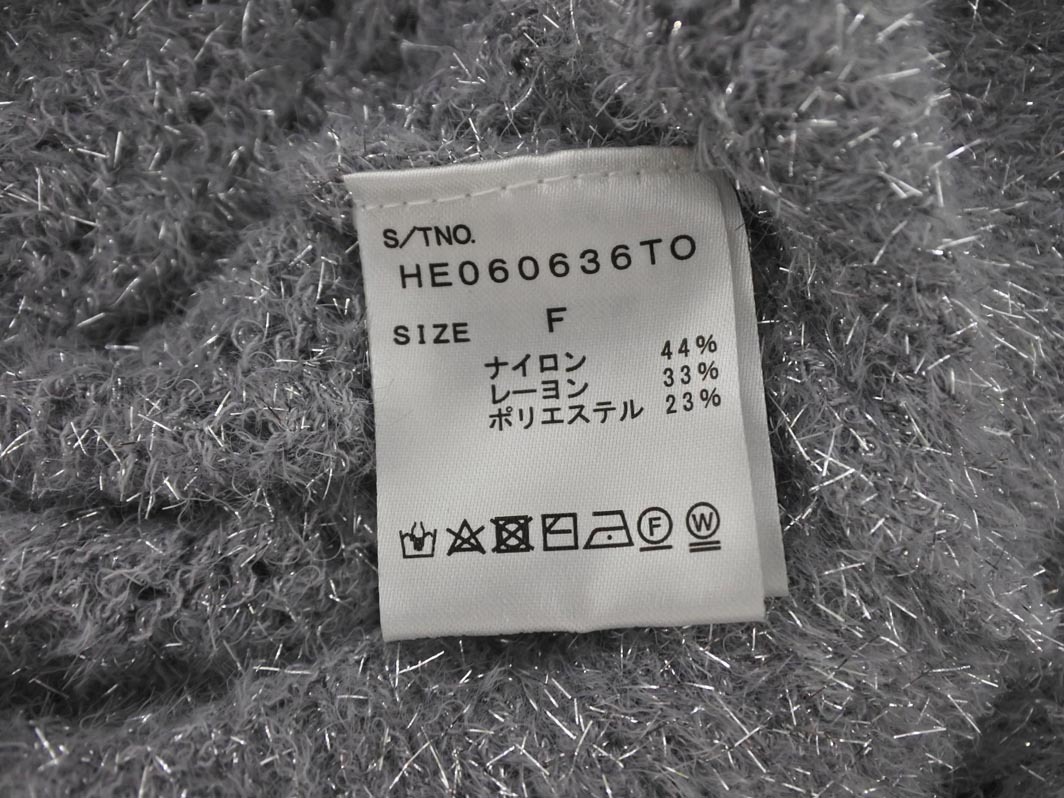 S/TNO.
HE060636TO
SIZE F
ナイロン 44%
レーヨン 33%
ポリエステル 23%
F W